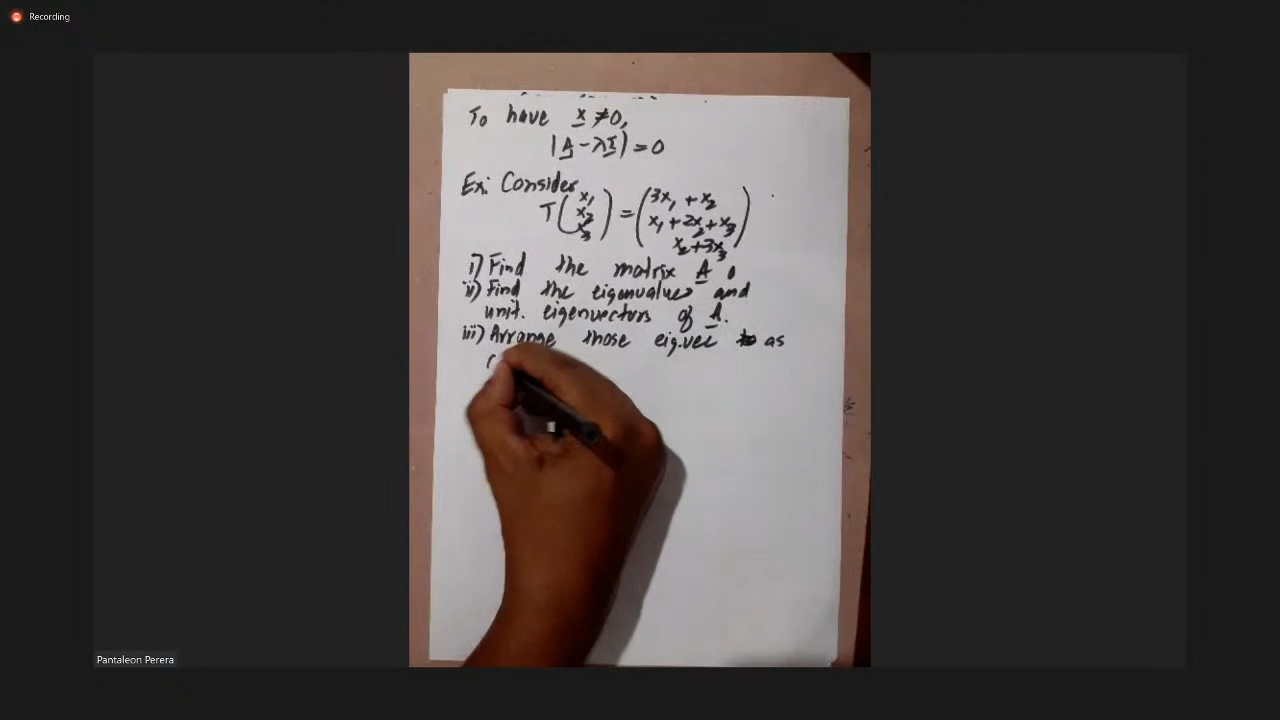 Recording
To have x ≠ 0,
|A - λI| = 0
Ex: Consider
T(x₁ x₂ x₃) = (3x₁ + x₂
x₁ + 2x₂ + x₃
x₂ + 3x₃)
i) Find the matrix A.
ii) Find the eigenvalues and
unit. eigenvectors of A.
iii) Arrange those eig.vec as
Pantaleon Perera